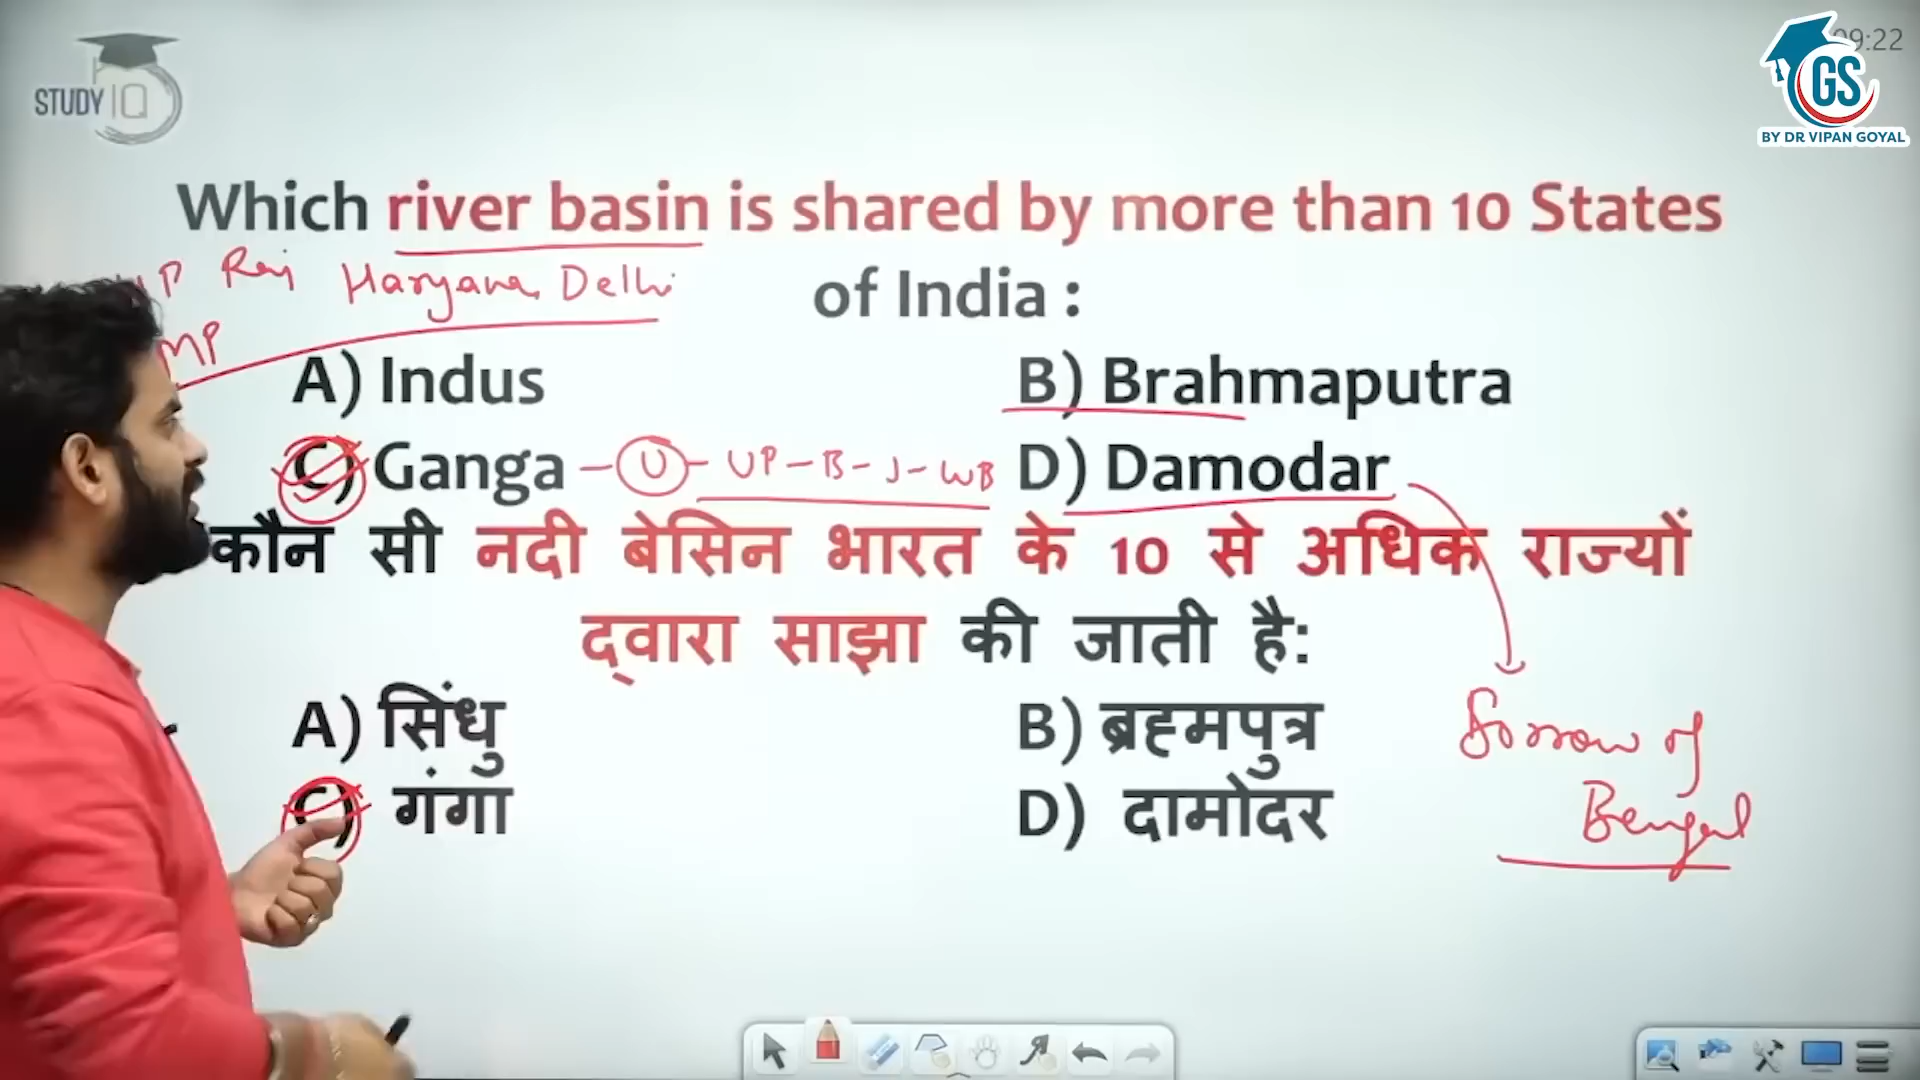 STUDY IQ
09:22
GS
BY DR VIPAN GOYAL
Which river basin is shared by more than 10 States
Raj Haryana Delhi
of India :
MP
A) Indus
B) Brahmaputra
C) Ganga - U - UP - B - J - WB
D) Damodar
कौन सी नदी बेसिन भारत के 10 से अधिक राज्यों
द्वारा साझा की जाती है:
A) सिंधु
B) ब्रह्मपुत्र
Sorrow of
C) गंगा
D) दामोदर
Bengal